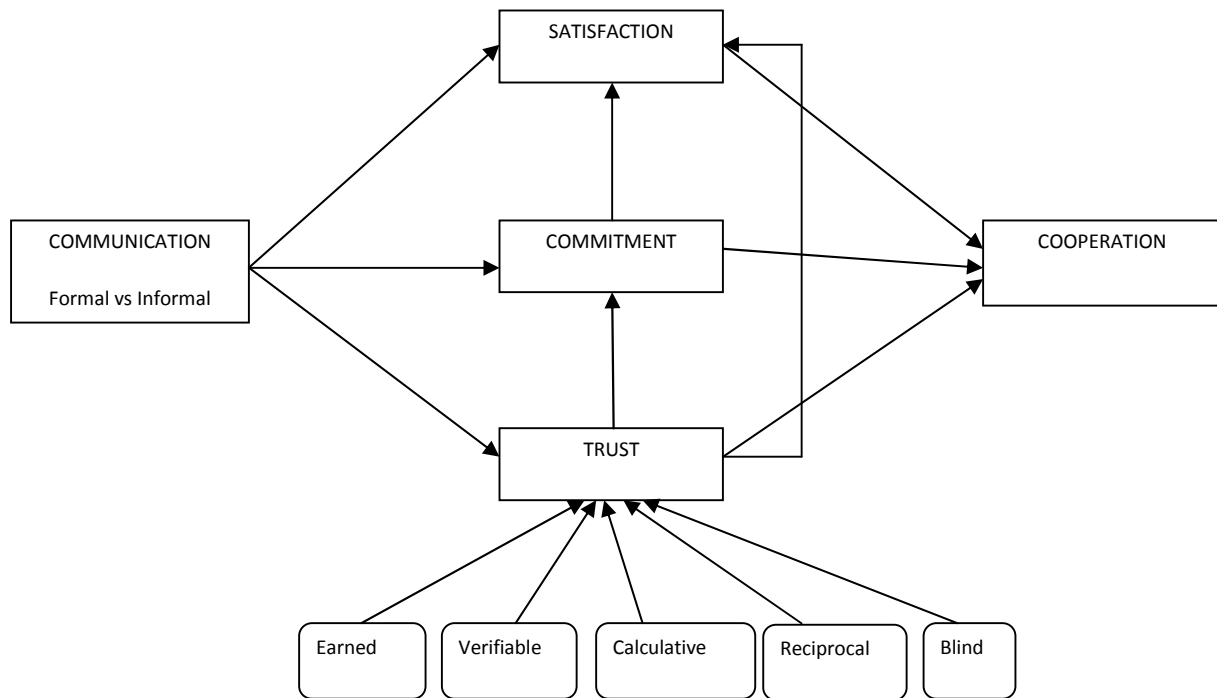 SATISFACTION
COMMUNICATION
Formal vs Informal
COMMITMENT
COOPERATION
TRUST
Earned
Verifiable
Calculative
Reciprocal
Blind